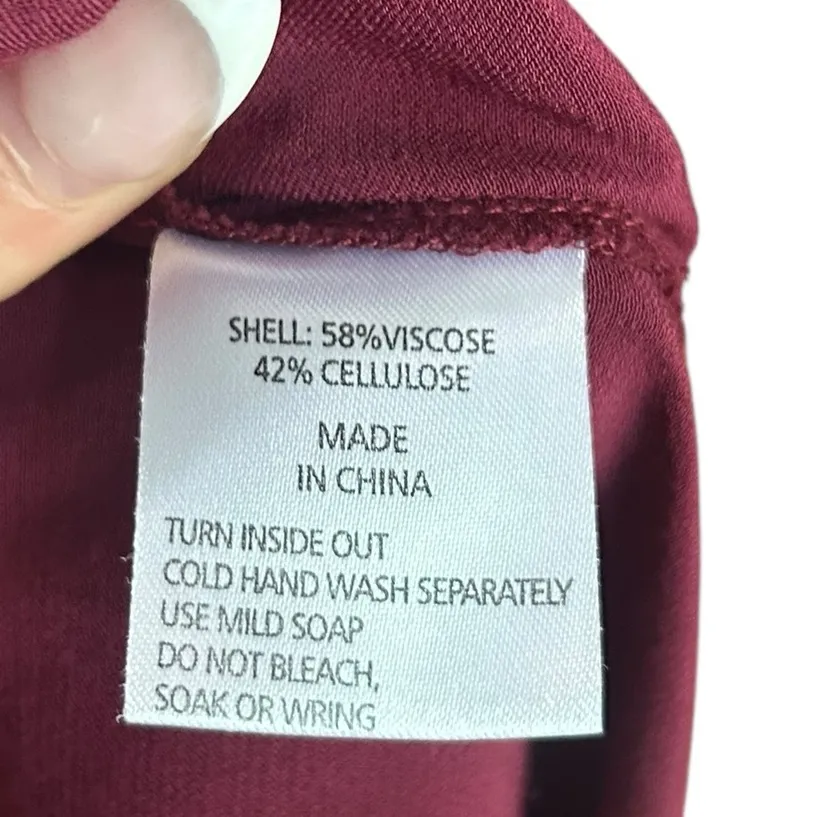 SHELL: 58%VISCOSE
42% CELLULOSE
MADE
IN CHINA
TURN INSIDE OUT
COLD HAND WASH SEPARATELY
USE MILD SOAP
DO NOT BLEACH,
SOAK OR WRING